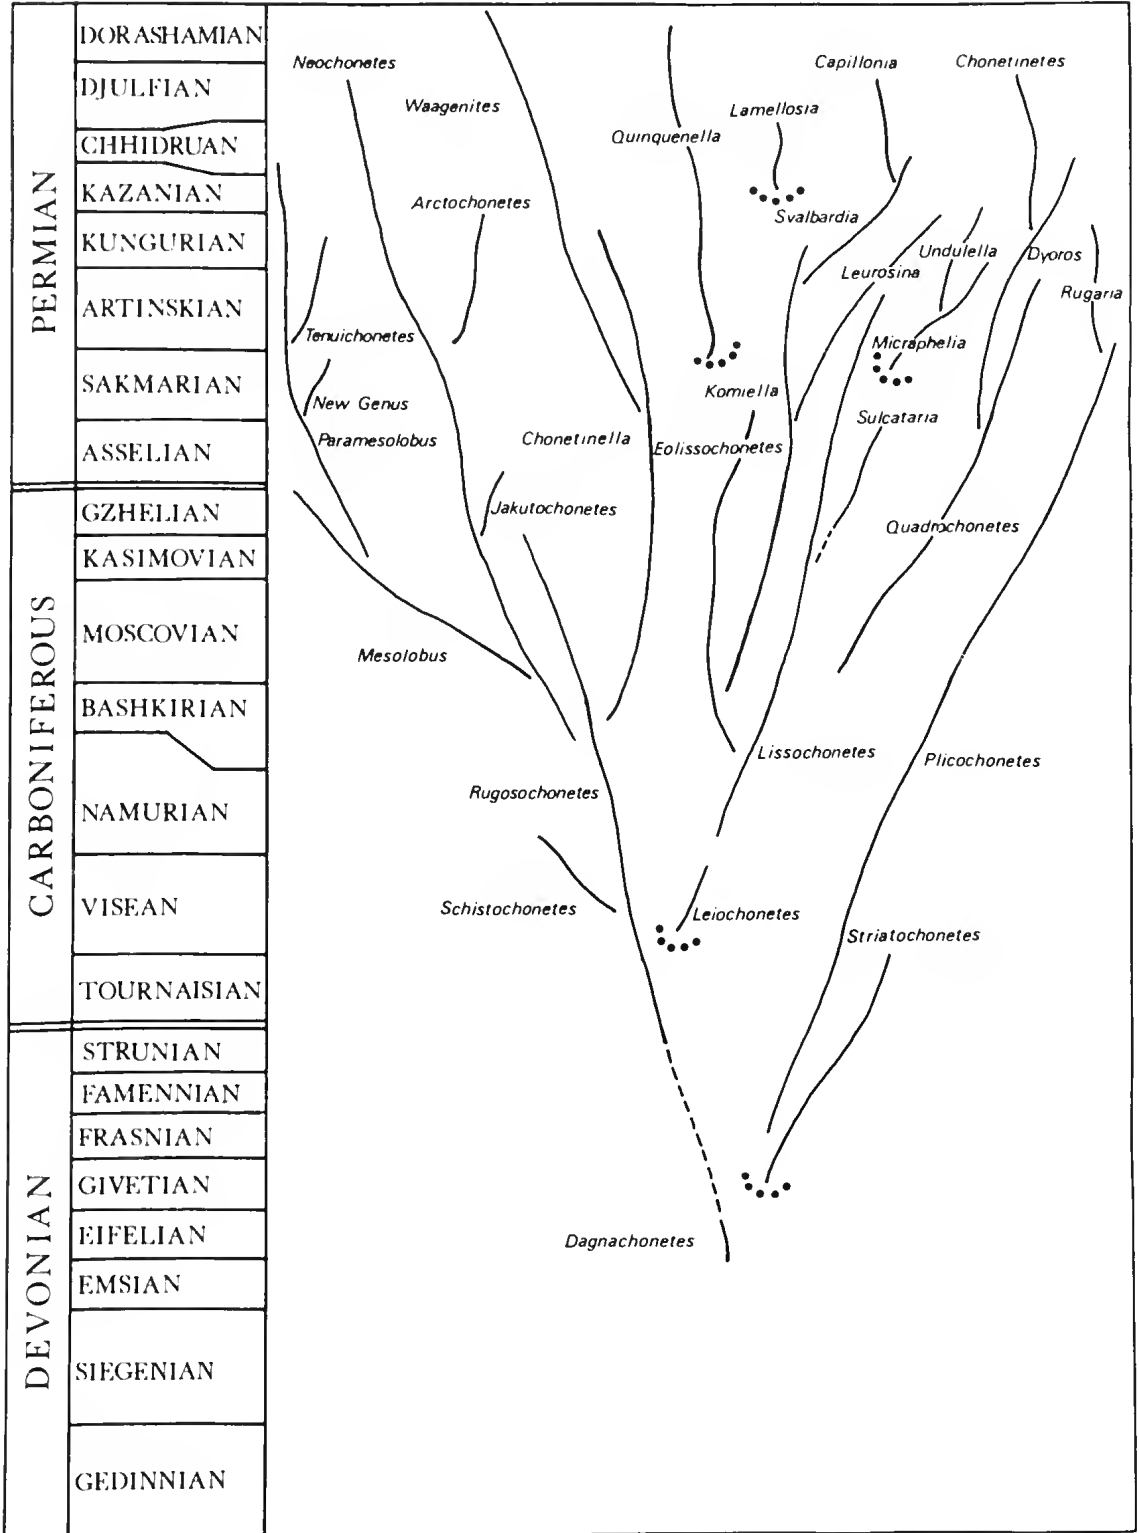 PERMIAN
CARBONIFEROUS
DEVONIAN
DORASHAMIAN
DJULFIAN
CHHIDRUAN
KAZANIAN
KUNGURIAN
ARTINSKIAN
SAKMARIAN
ASSELIAN
GZHELIAN
KASIMOVIAN
MOSCOVIAN
BASHKIRIAN
NAMURIAN
VISEAN
TOURNAISIAN
STRUNIAN
FAMENNIAN
FRASNIAN
GIVETIAN
EIFELIAN
EMSIAN
SIEGENIAN
GEDINNIAN
Neochonetes
Capillonia
Chonetinetes
Waagenites
Lamellosia
Quinquenella
Arctochonetes
Svalbardia
Undulella
Dyoros
Leurosina
Rugaria
Tenuichonetes
Micraphelia
Komiella
New Genus
Sulcataria
Paramesolobus
Chonetinella
Eolissochonetes
Jakutochonetes
Quadrochonetes
Mesolobus
Lissochonetes
Plicochonetes
Rugosochonetes
Schistochonetes
Leiochonetes
Striatochonetes
Dagnachonetes